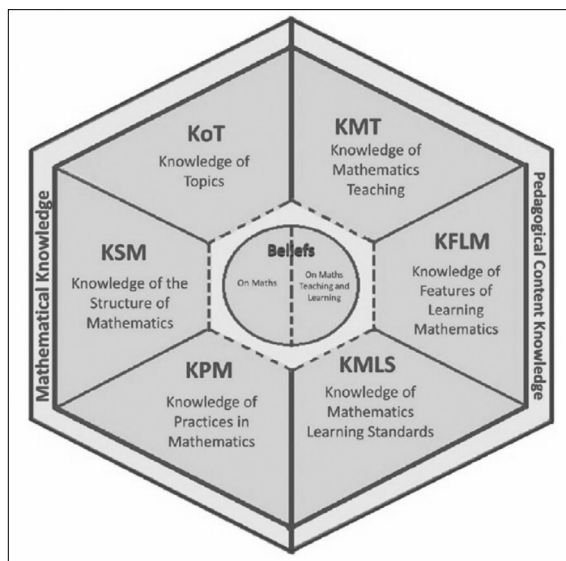 KoT
Knowledge of
Topics
KMT
Knowledge of
Mathematics
Teaching
Mathematical Knowledge
KSM
Knowledge of the
Structure of
Mathematics
Beliefs
On Maths
On Maths
Teaching and
Learning
KFLM
Knowledge of
Features of
Learning
Mathematics
Pedagogical Content Knowledge
KPM
Knowledge of
Practices in
Mathematics
KMLS
Knowledge of
Mathematics
Learning Standards